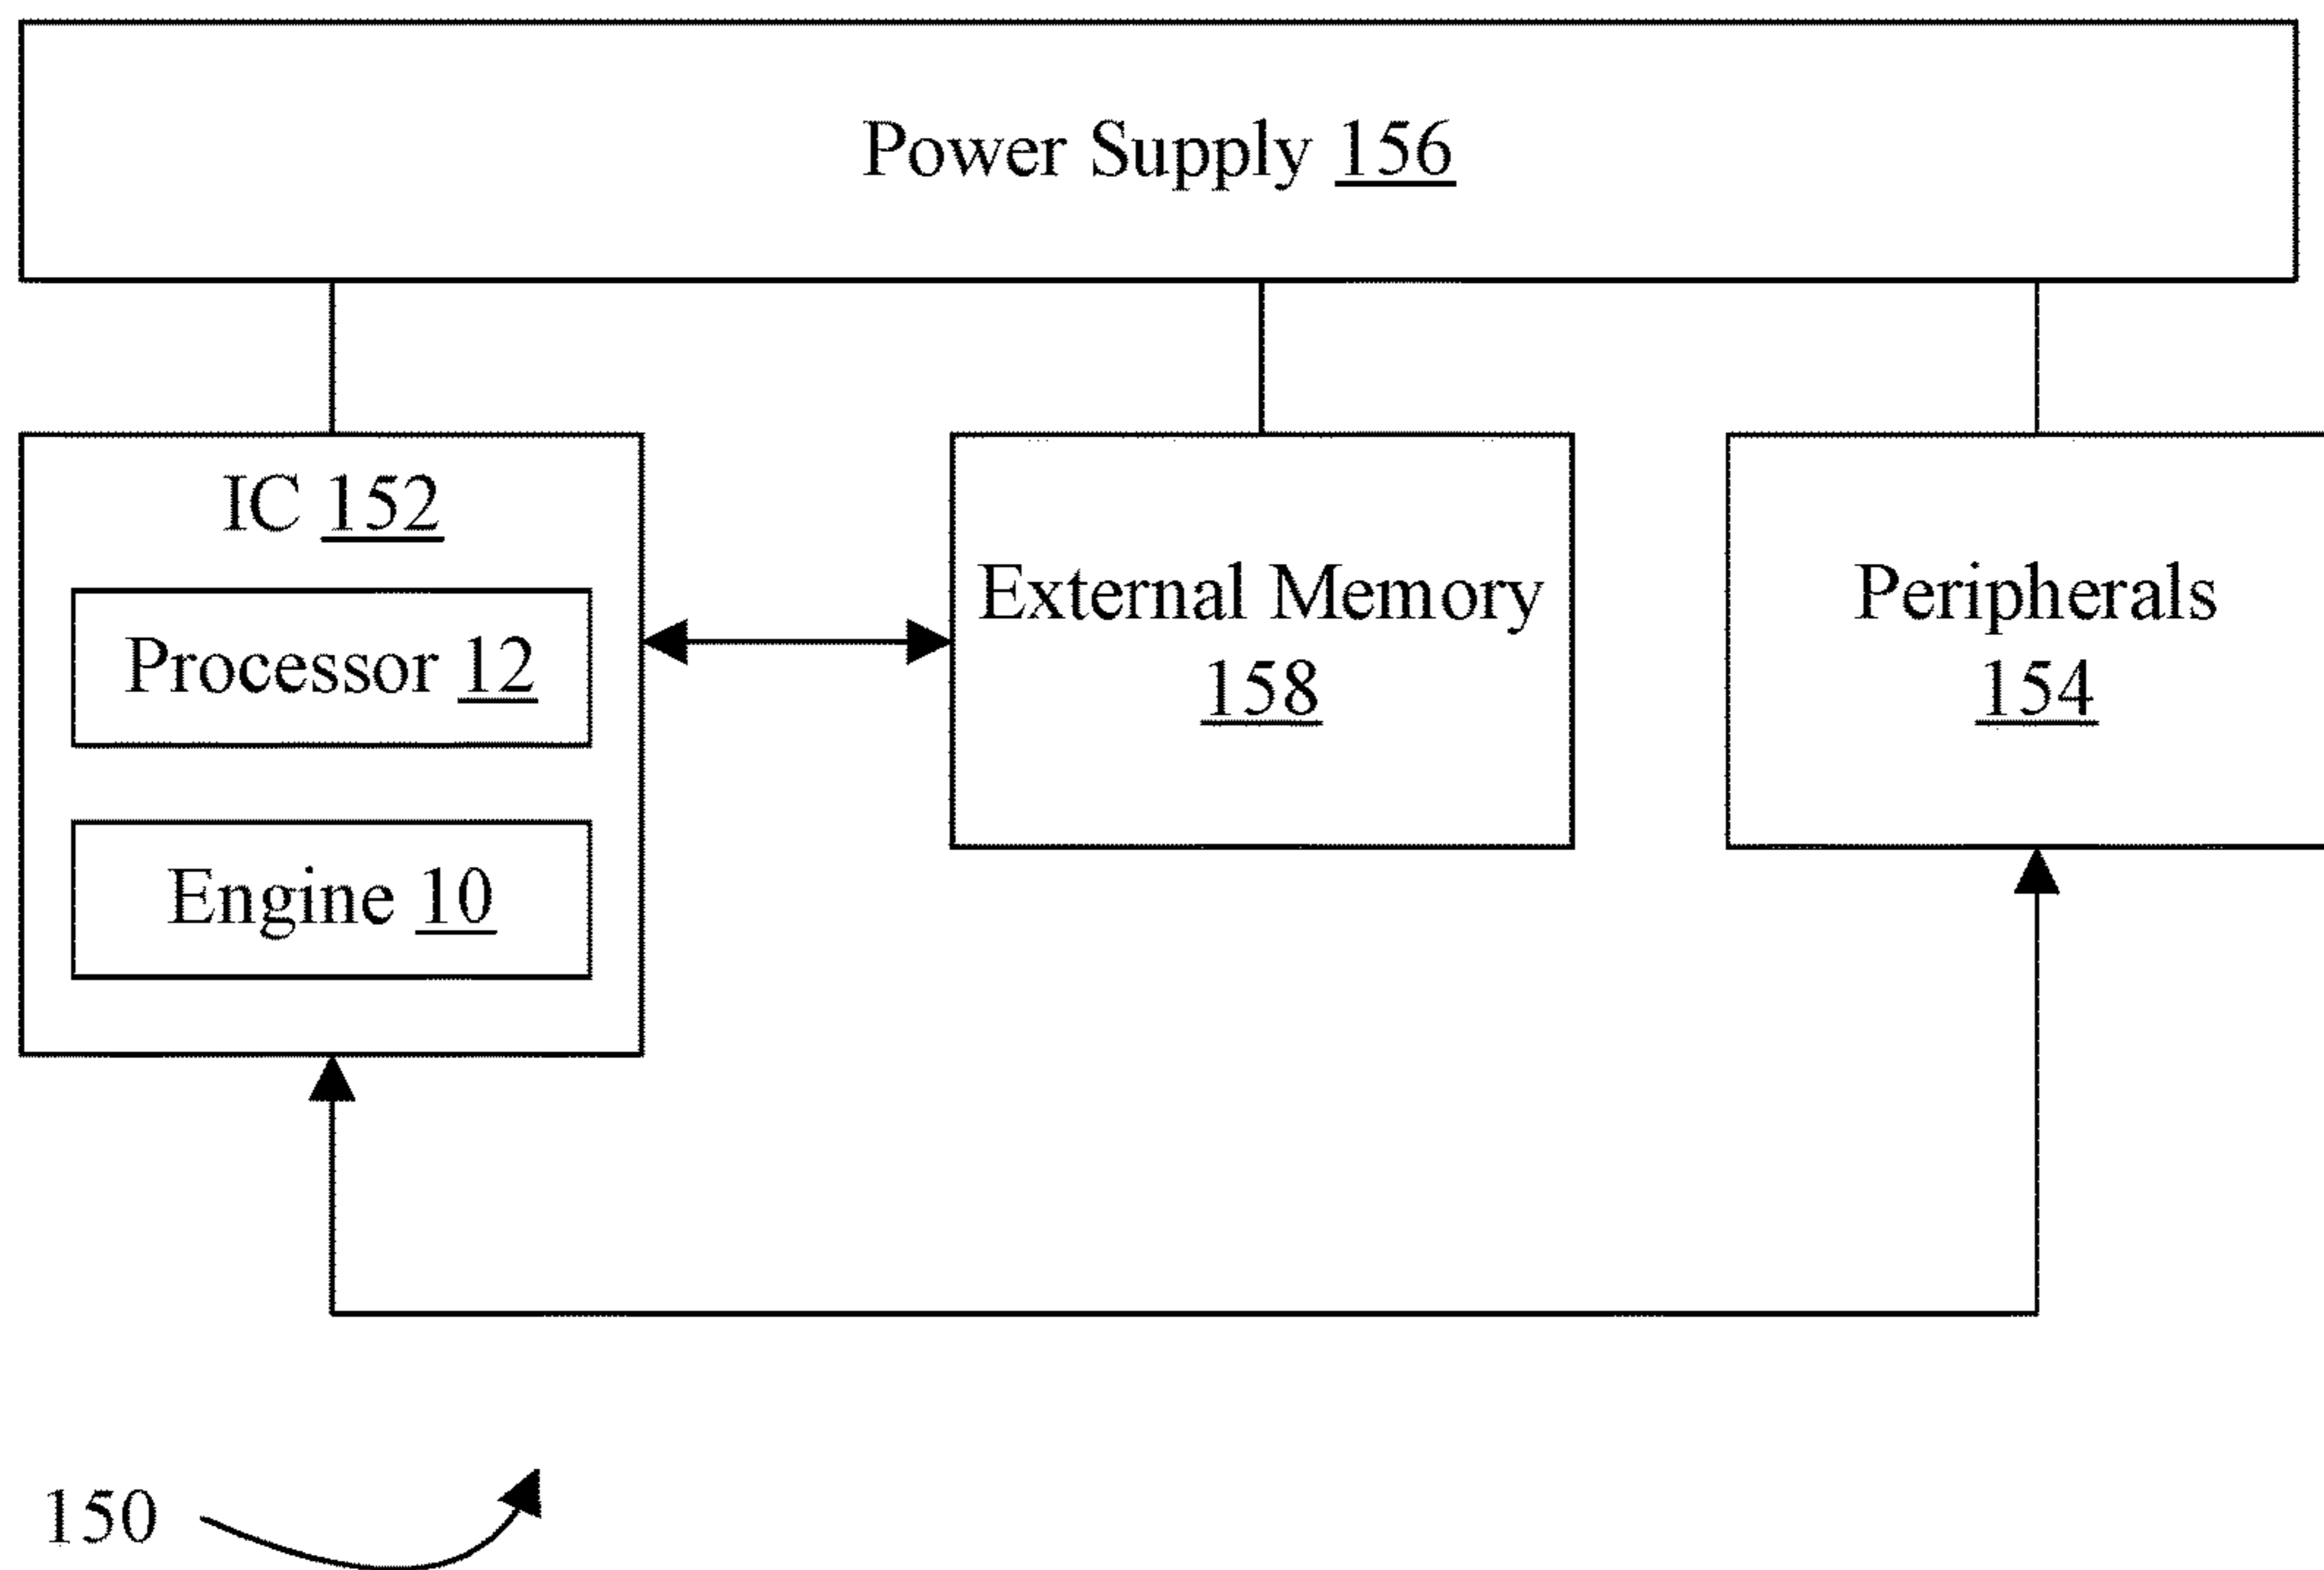 Power Supply 156
IC 152
Processor 12
Engine 10
External Memory
158
Peripherals
154
150